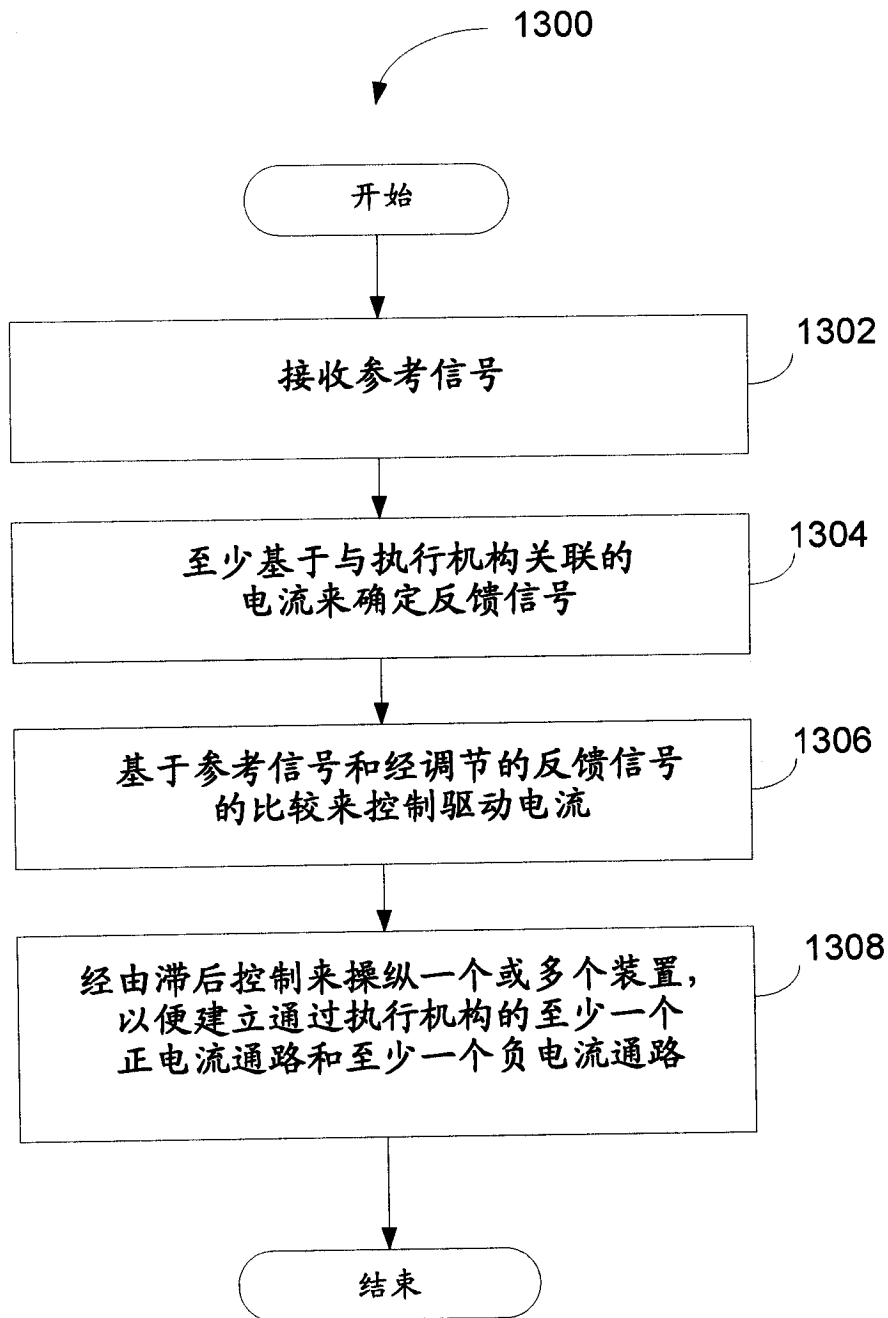 1300
开始
1302
接收参考信号
1304
至少基于与执行机构关联的
电流来确定反馈信号
1306
基于参考信号和经调节的反馈信号
的比较来控制驱动电流
1308
经由滞后控制来操纵一个或多个装置，
以便建立通过执行机构的至少一个
正电流通路和至少一个负电流通路
结束